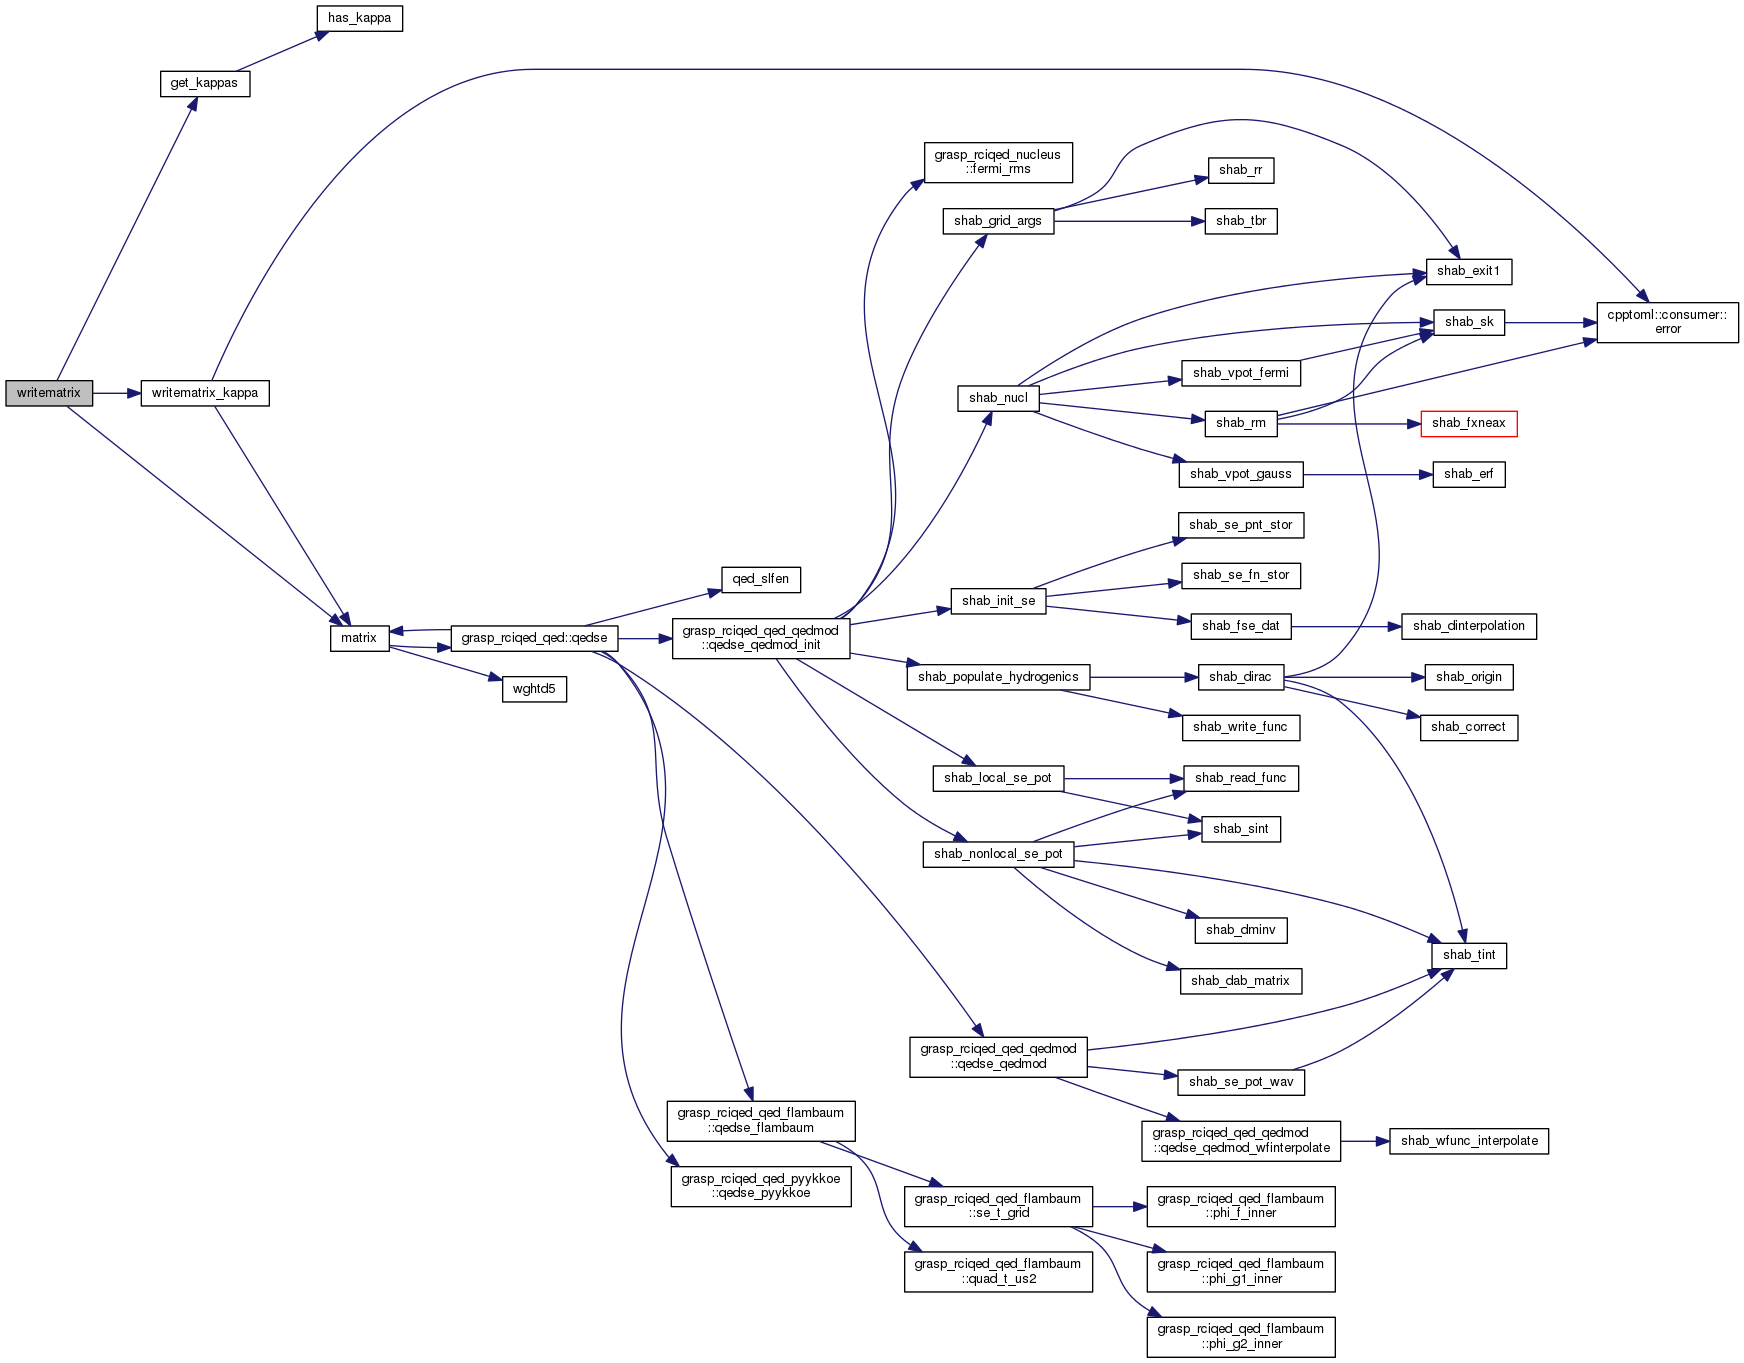 has_kappa
get_kappas
grasp_rciqed_nucleus
::fermi_rms
shab_rr
shab_grid_args
shab_tbr
shab_exit1
cpptoml::consumer::
error
shab_sk
shab_vpot_fermi
writematrix
writematrix_kappa
shab_nucl
shab_rm
shab_fxneax
shab_vpot_gauss
shab_erf
shab_se_pnt_stor
qed_slfen
shab_se_fn_stor
shab_init_se
shab_fse_dat
shab_dinterpolation
matrix
grasp_rciqed_qed::qedse
grasp_rciqed_qed_qedmod
::qedse_qedmod_init
wghtd5
shab_populate_hydrogenics
shab_dirac
shab_origin
shab_write_func
shab_correct
shab_local_se_pot
shab_read_func
shab_sint
shab_nonlocal_se_pot
shab_dminv
shab_tint
shab_dab_matrix
grasp_rciqed_qed_qedmod
::qedse_qedmod
shab_se_pot_wav
grasp_rciqed_qed_flambaum
::qedse_flambaum
grasp_rciqed_qed_qedmod
::qedse_qedmod_wfinterpolate
shab_wfunc_interpolate
grasp_rciqed_qed_pyykkoe
::qedse_pyykkoe
grasp_rciqed_qed_flambaum
::se_t_grid
grasp_rciqed_qed_flambaum
::phi_f_inner
grasp_rciqed_qed_flambaum
::quad_t_us2
grasp_rciqed_qed_flambaum
::phi_g1_inner
grasp_rciqed_qed_flambaum
::phi_g2_inner